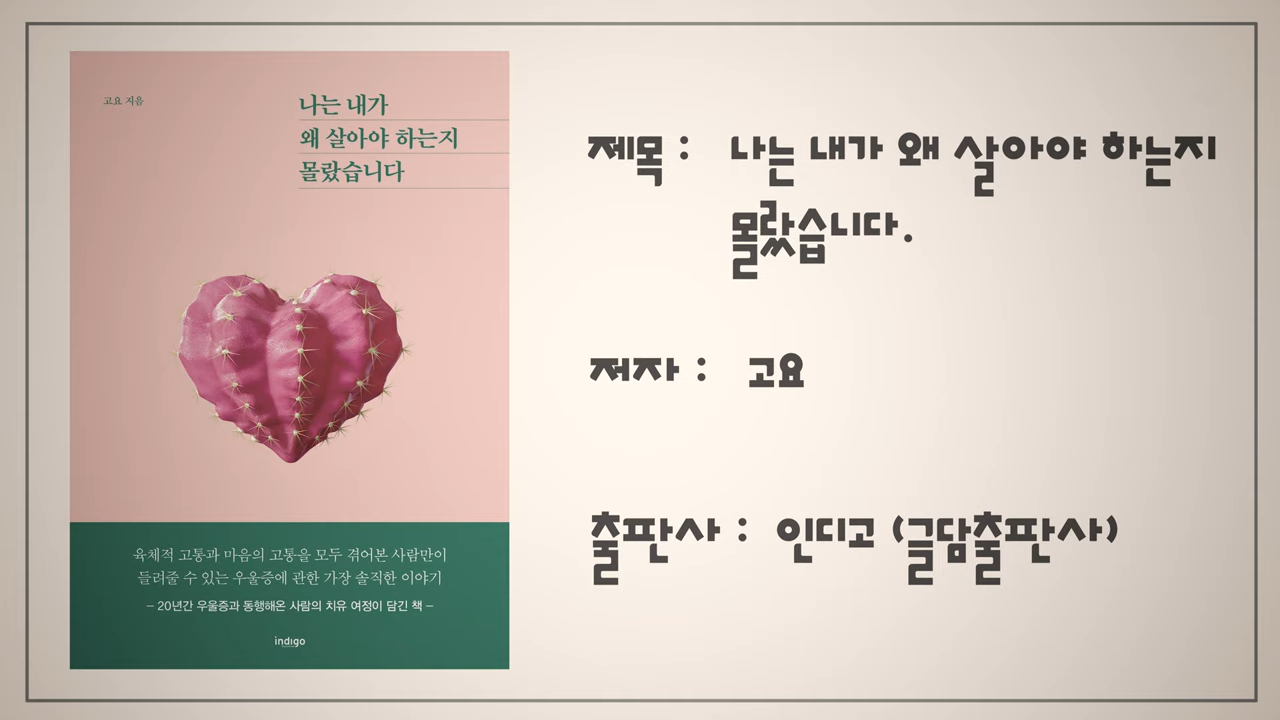 고요 지음
나는 내가
왜 살아야 하는지
몰랐습니다
육체적 고통과 마음의 고통을 모두 겪어본 사람만이
들려줄 수 있는 우울증에 관한 가장 솔직한 이야기
– 20년간 우울증과 동행해온 사람의 치유 여정이 담긴 책 –
indigo
제목 : 나는 내가 왜 살아야 하는지
몰랐습니다.
저자 : 고요
출판사 : 인디고 (글담출판사)